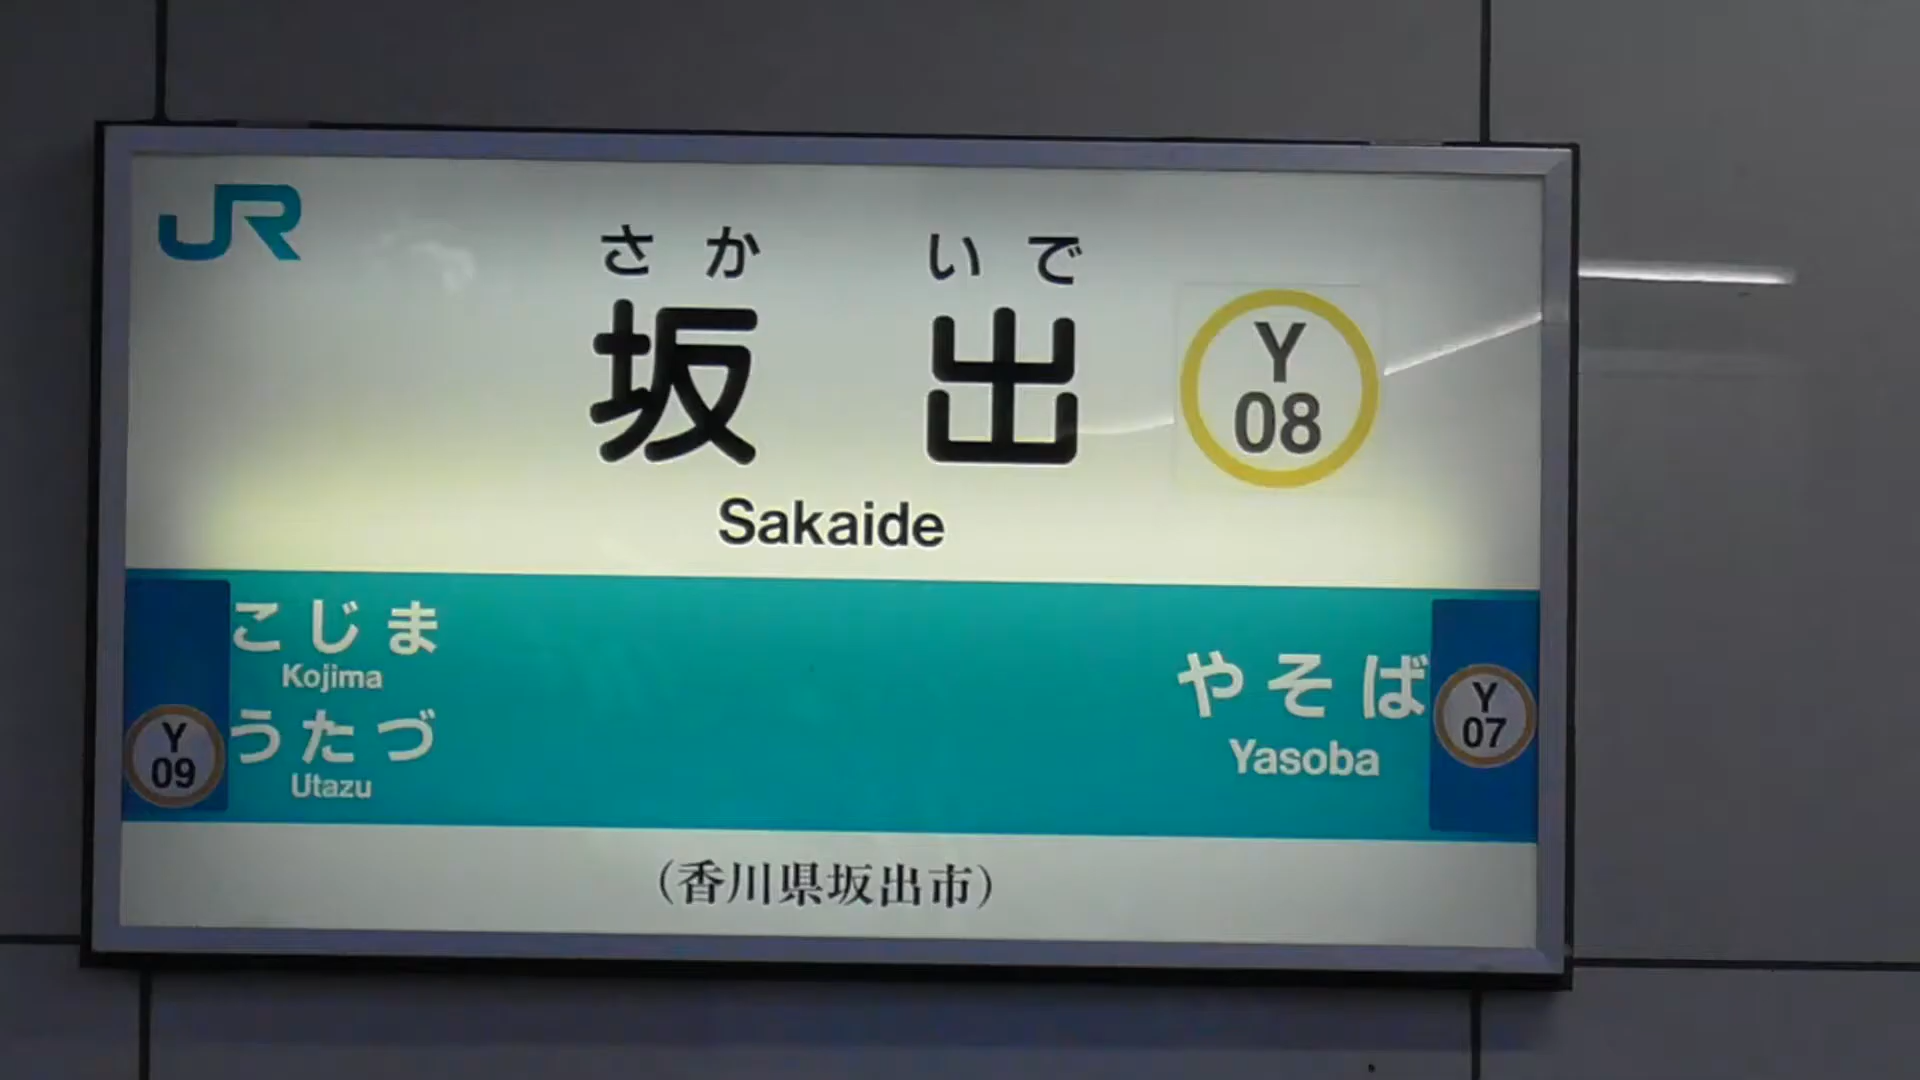 JR
さか いで
坂出
Y
08
Sakaide
こじま
Kojima
うたづ
Utazu
Y
09
やそば
Yasoba
Y
07
（香川県坂出市）